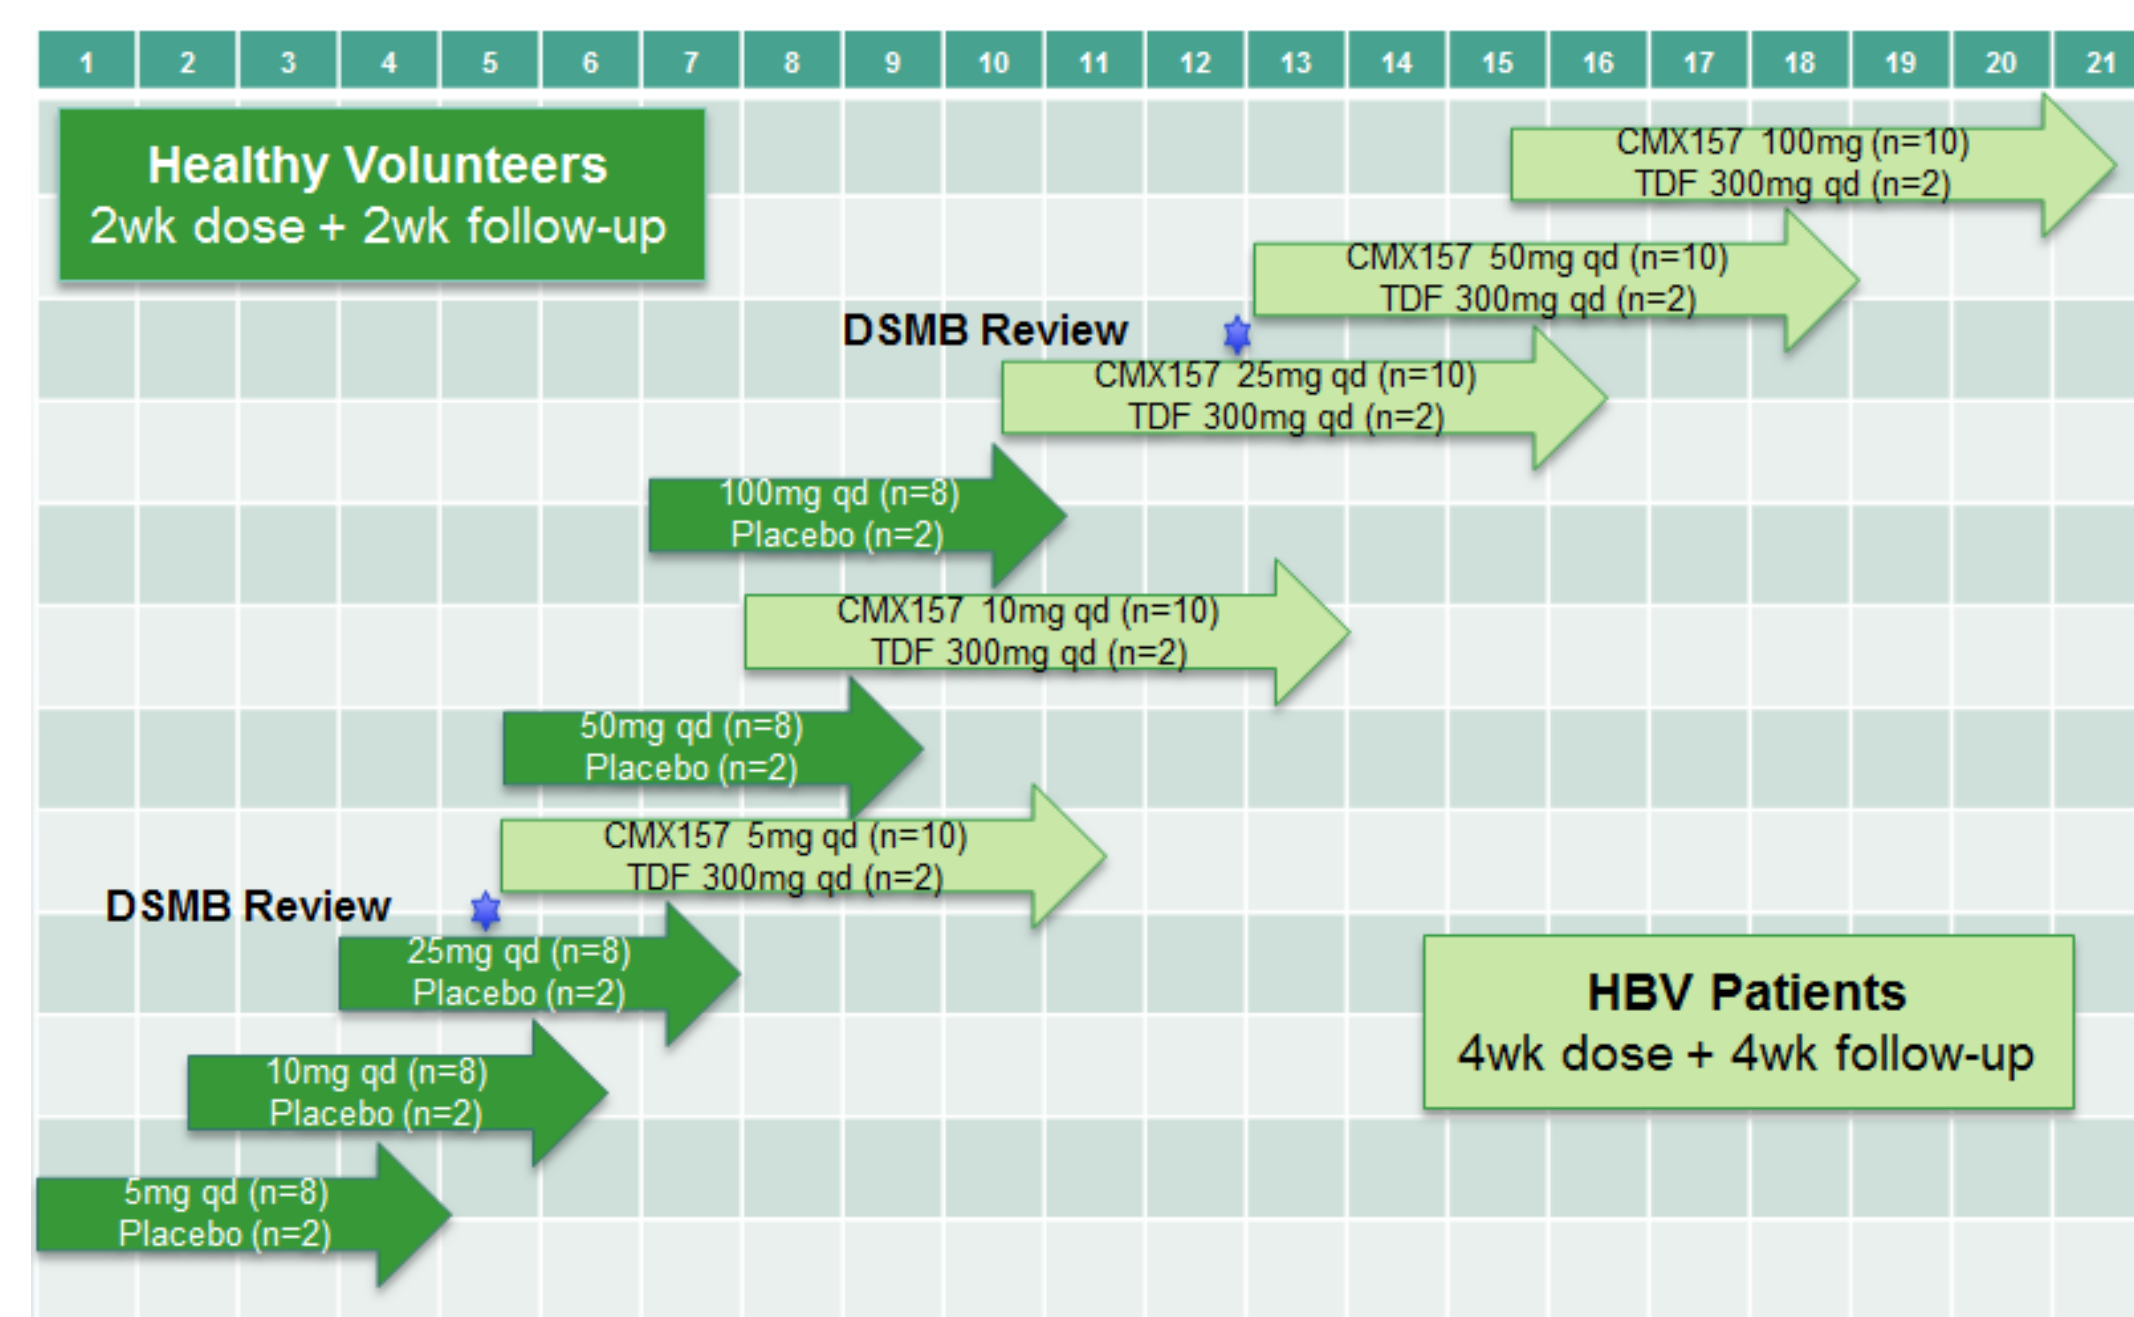 1 2 3 4 5 6 7 8 9 10 11 12 13 14 15 16 17 18 19 20 21
Healthy Volunteers
2wk dose + 2wk follow-up
CMX157 100mg (n=10)
TDF 300mg qd (n=2)
CMX157 50mg qd (n=10)
TDF 300mg qd (n=2)
DSMB Review
CMX157 25mg qd (n=10)
TDF 300mg qd (n=2)
100mg qd (n=8)
Placebo (n=2)
CMX157 10mg qd (n=10)
TDF 300mg qd (n=2)
50mg qd (n=8)
Placebo (n=2)
CMX157 5mg qd (n=10)
TDF 300mg qd (n=2)
DSMB Review
25mg qd (n=8)
Placebo (n=2)
HBV Patients
4wk dose + 4wk follow-up
10mg qd (n=8)
Placebo (n=2)
5mg qd (n=8)
Placebo (n=2)